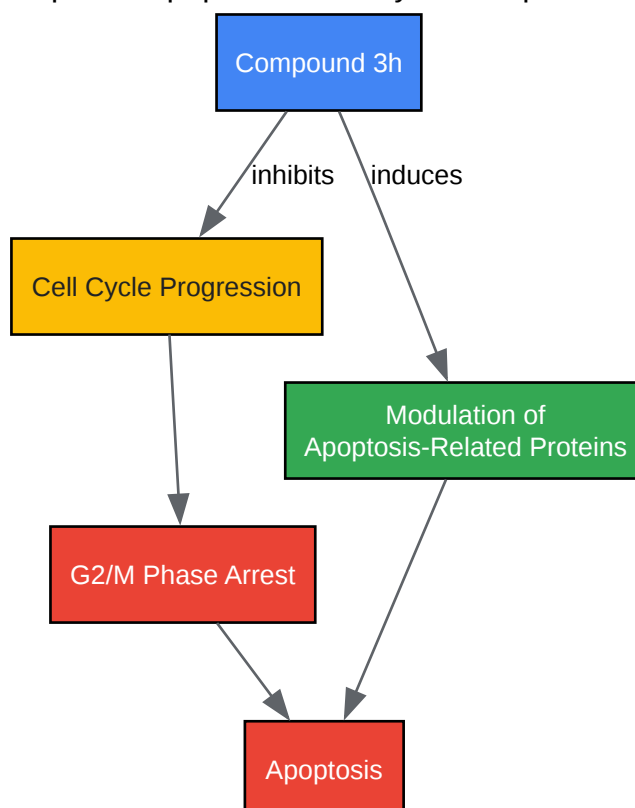 Compound 3h
inhibits
induces
Cell Cycle Progression
Modulation of
Apoptosis-Related Proteins
G2/M Phase Arrest
Apoptosis